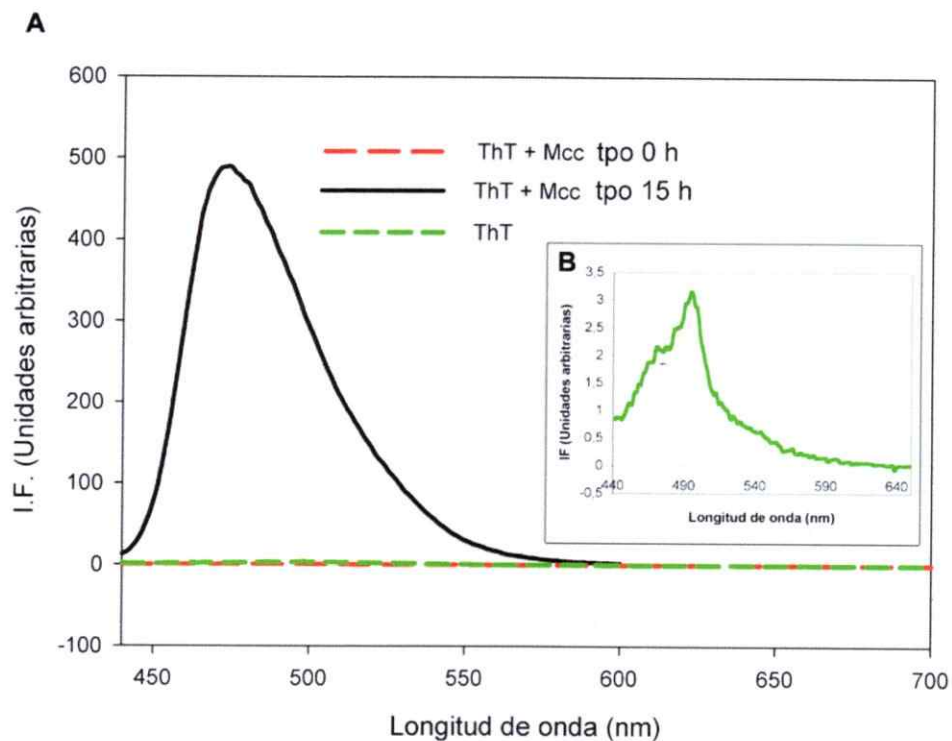 A
600
500
400
300
200
100
0
-100
I.F. (Unidades arbitrarias)
ThT + Mcc tpo 0 h
ThT + Mcc tpo 15 h
ThT
B
3.5
3
2.5
2
1.5
1
0.5
0
-0.5
IF (Unidades arbitrarias)
440 490 540 590 640
Longitud de onda (nm)
450 500 550 600 650 700
Longitud de onda (nm)